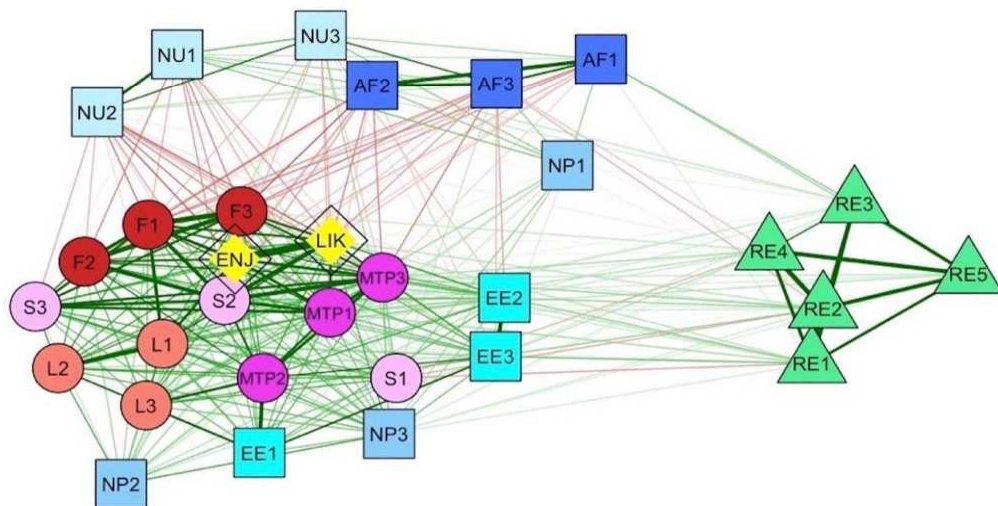 NU3
NU1
AF1
AF2
AF3
NU2
NP1
RE3
F3
F1
LIK
RE4
ENJ
F2
RE5
MTP3
S2
EE2
S3
MTP1
RE2
L1
EE3
RE1
L2
MTP2
S1
L3
NP3
EE1
NP2